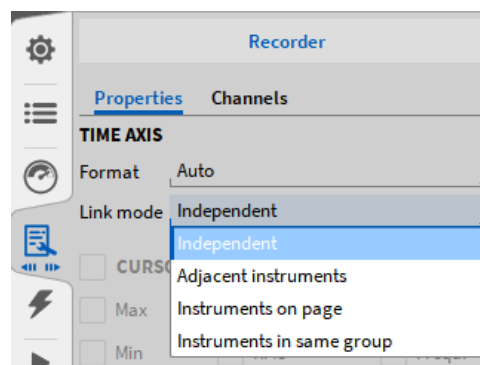 Recorder
Properties Channels
TIME AXIS
Format Auto
Link mode Independent
Independent
Adjacent instruments
Instruments on page
Instruments in same group
Max
Min